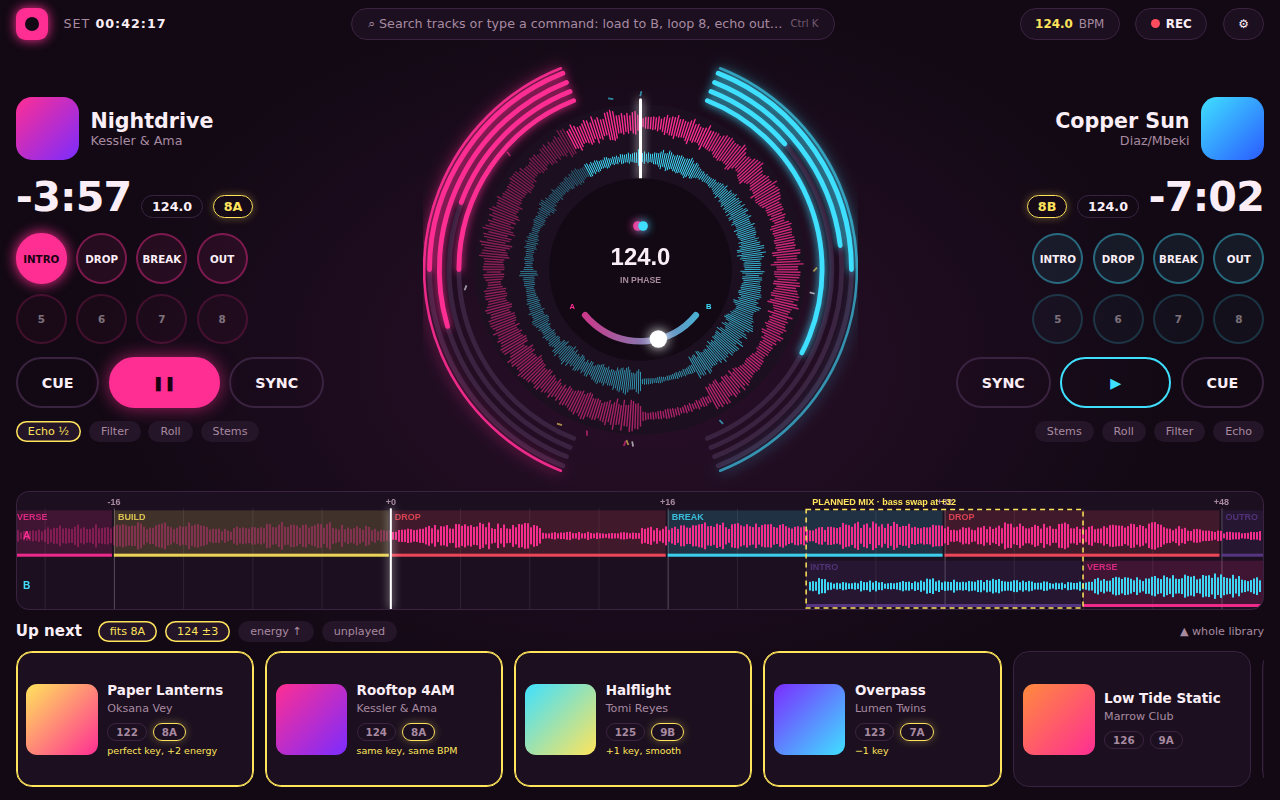 SET 00:42:17
⌕ Search tracks or type a command: load to B, loop 8, echo out... Ctrl K
124.0 BPM
REC
Nightdrive
Kessler & Ama
-3:57 124.0 8A
INTRO DROP BREAK OUT
5 6 7 8
CUE ❚❚ SYNC
Echo ½ Filter Roll Stems
124.0
IN PHASE
A B
A
Copper Sun
Diaz/Mbeki
8B 124.0 -7:02
INTRO DROP BREAK OUT
5 6 7 8
SYNC ▶ CUE
Stems Roll Filter Echo
-16 +0 +16 PLANNED MIX · bass swap at +32 +48
VERSE BUILD DROP BREAK DROP OUTRO
A
INTRO VERSE
B
Up next fits 8A 124 ±3 energy ↑ unplayed ▲ whole library
Paper Lanterns
Oksana Vey
122 8A
perfect key, +2 energy
Rooftop 4AM
Kessler & Ama
124 8A
same key, same BPM
Halflight
Tomi Reyes
125 9B
+1 key, smooth
Overpass
Lumen Twins
123 7A
−1 key
Low Tide Static
Marrow Club
126 9A